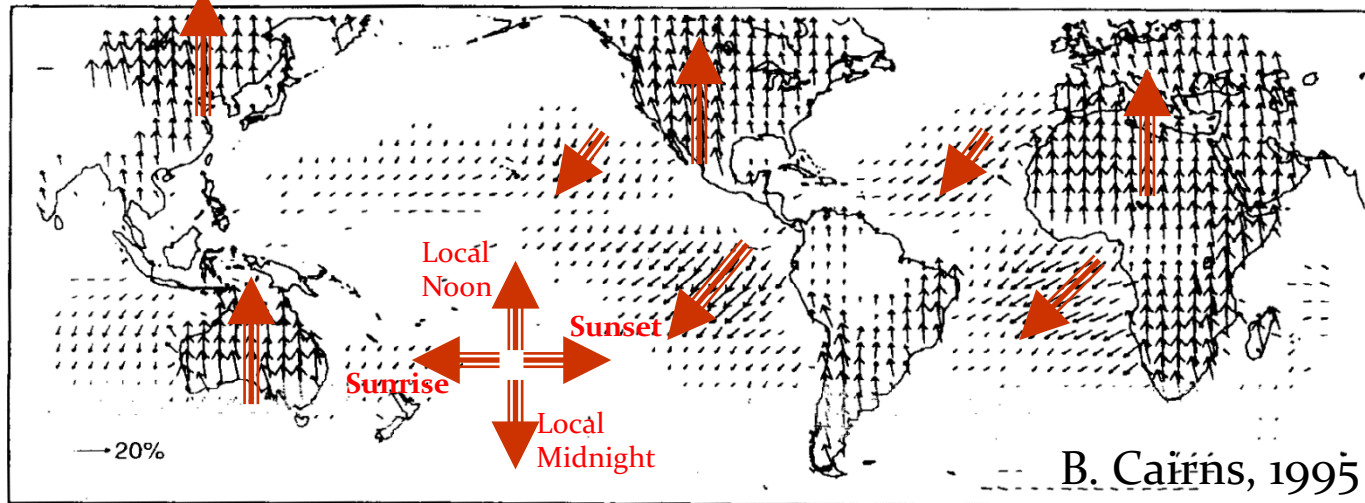 Local
Noon
Sunset
Sunrise
Local
Midnight
20%
B. Cairns, 1995